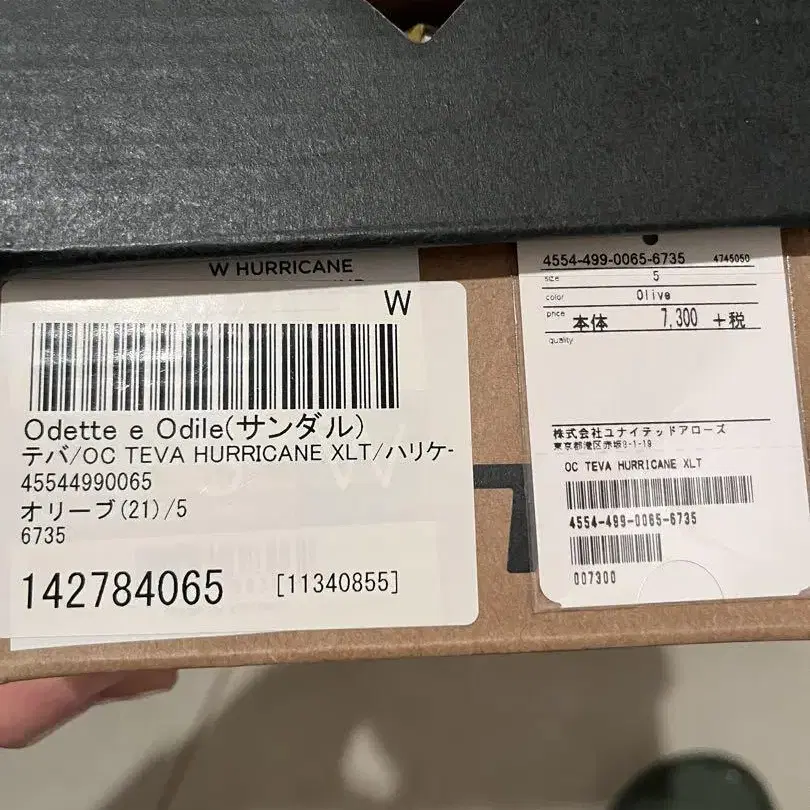 W HURRICANE
W
Odette e Odile(サンダル)
テバ/OC TEVA HURRICANE XLT/ハリケ-
45544990065
オリーブ(21)/5
6735
142784065 [11340855]
4554-499-0065-6735 4745050
size 5
color Olive
price 本体 7,300 +税
quality
株式会社ユナイテッドアローズ
東京都港区赤坂8-1-19
OC TEVA HURRICANE XLT
4554-499-0065-6735
007300